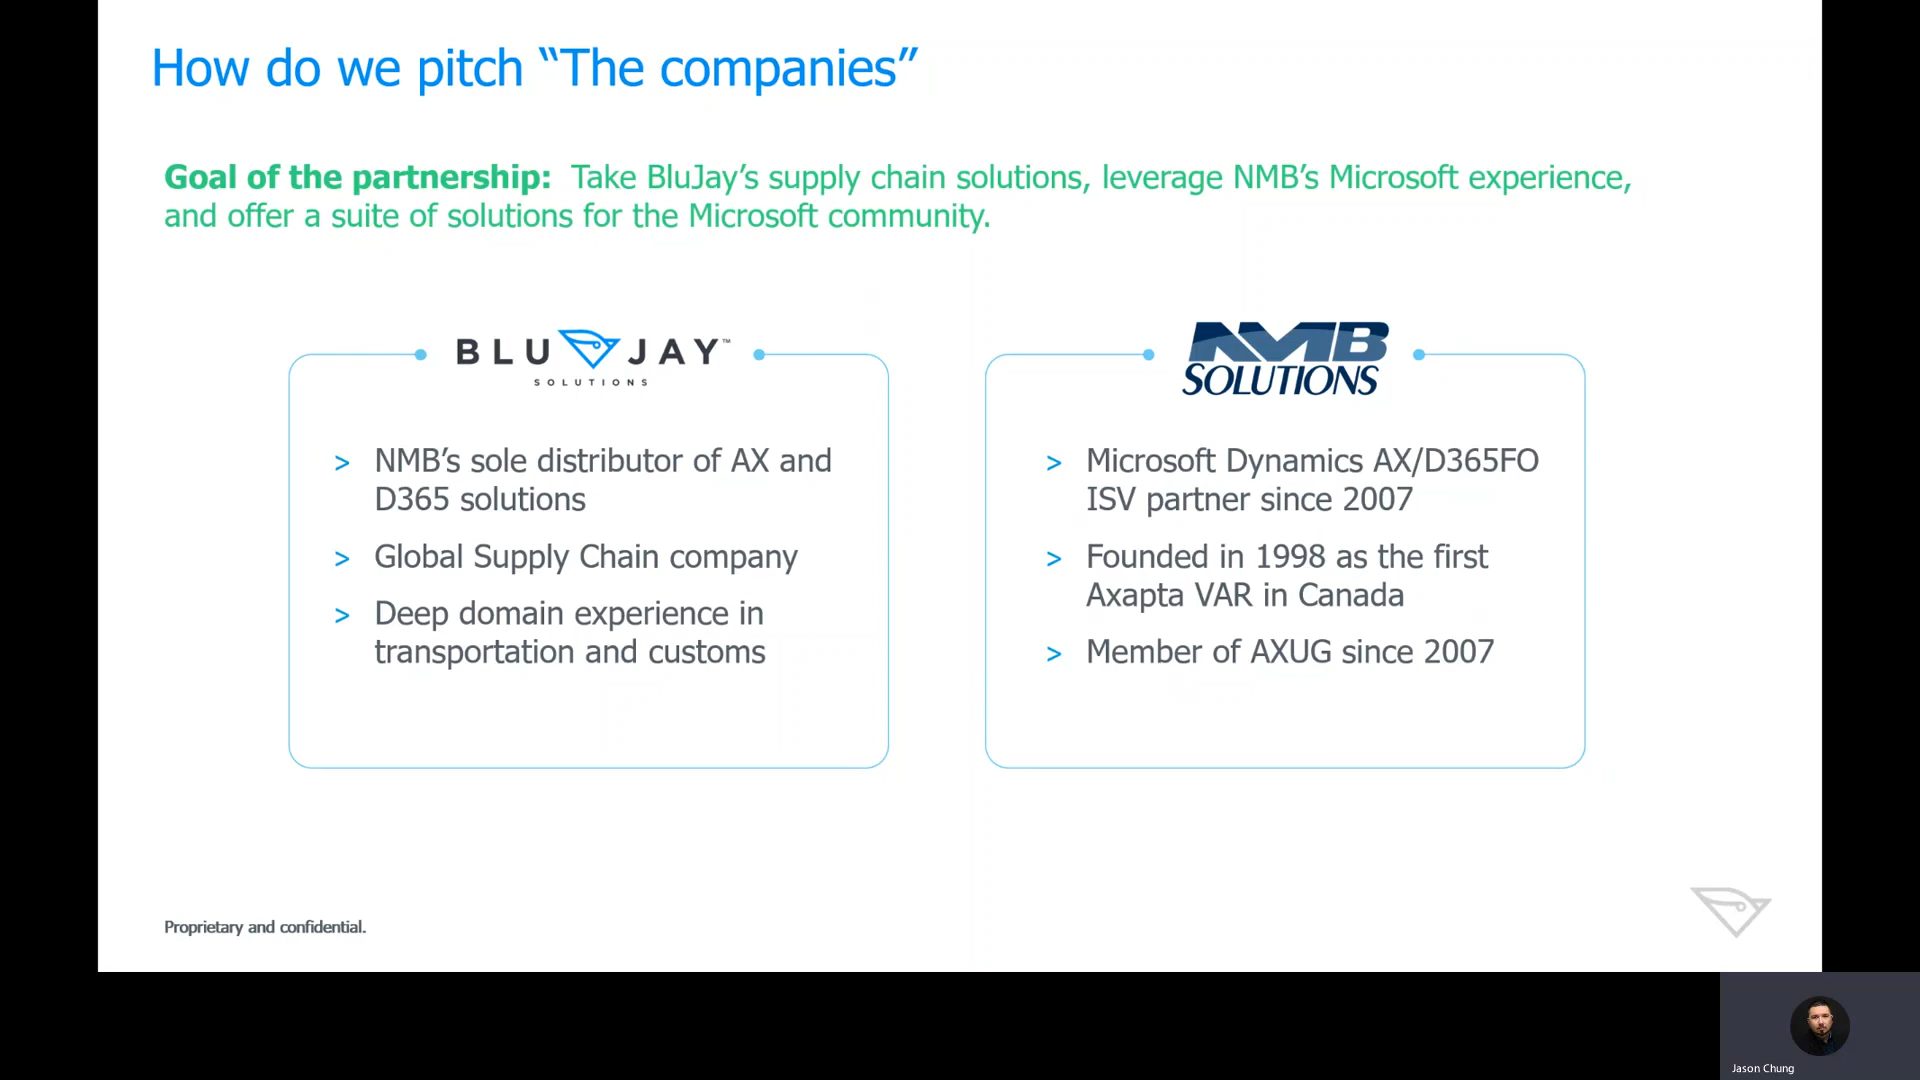 How do we pitch “The companies”
Goal of the partnership: Take BluJay’s supply chain solutions, leverage NMB’s Microsoft experience,
and offer a suite of solutions for the Microsoft community.
BLU JAY™
SOLUTIONS
> NMB’s sole distributor of AX and
D365 solutions
> Global Supply Chain company
> Deep domain experience in
transportation and customs
NMB
SOLUTIONS
> Microsoft Dynamics AX/D365FO
ISV partner since 2007
> Founded in 1998 as the first
Axapta VAR in Canada
> Member of AXUG since 2007
Proprietary and confidential.
Jason Chung